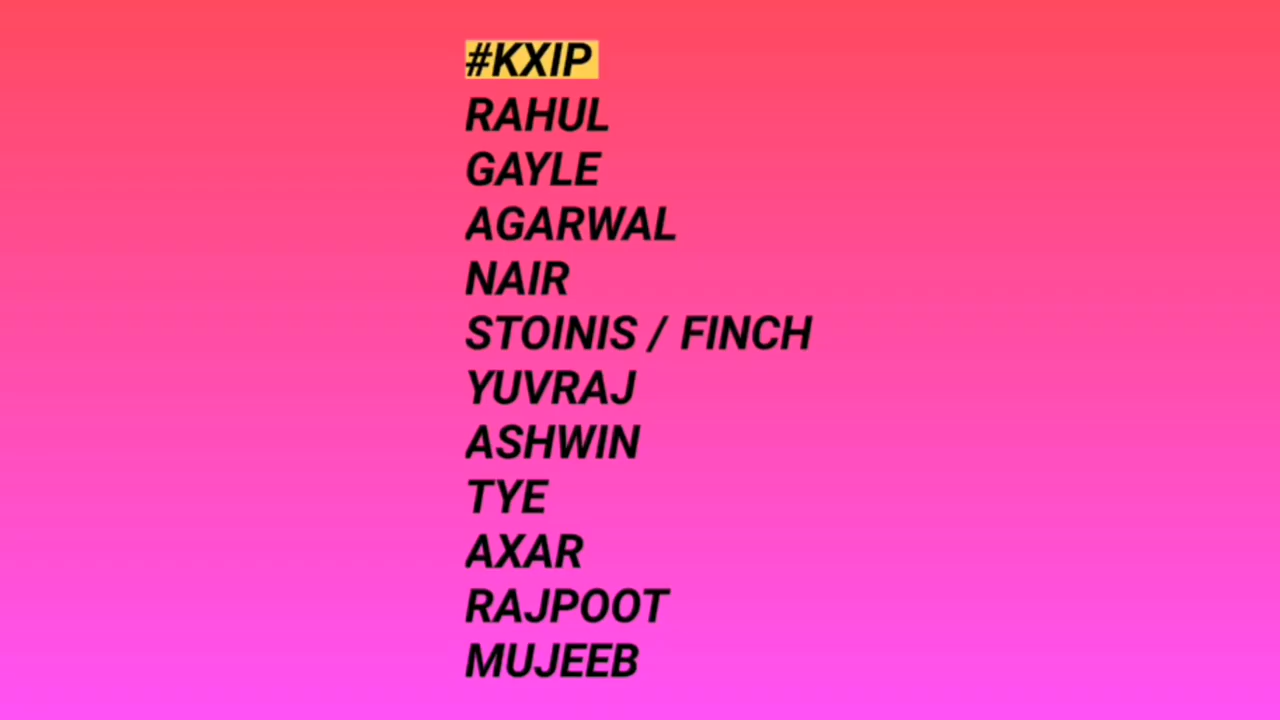 #KXIP
RAHUL
GAYLE
AGARWAL
NAIR
STOINIS / FINCH
YUVRAJ
ASHWIN
TYE
AXAR
RAJPOOT
MUJEEB